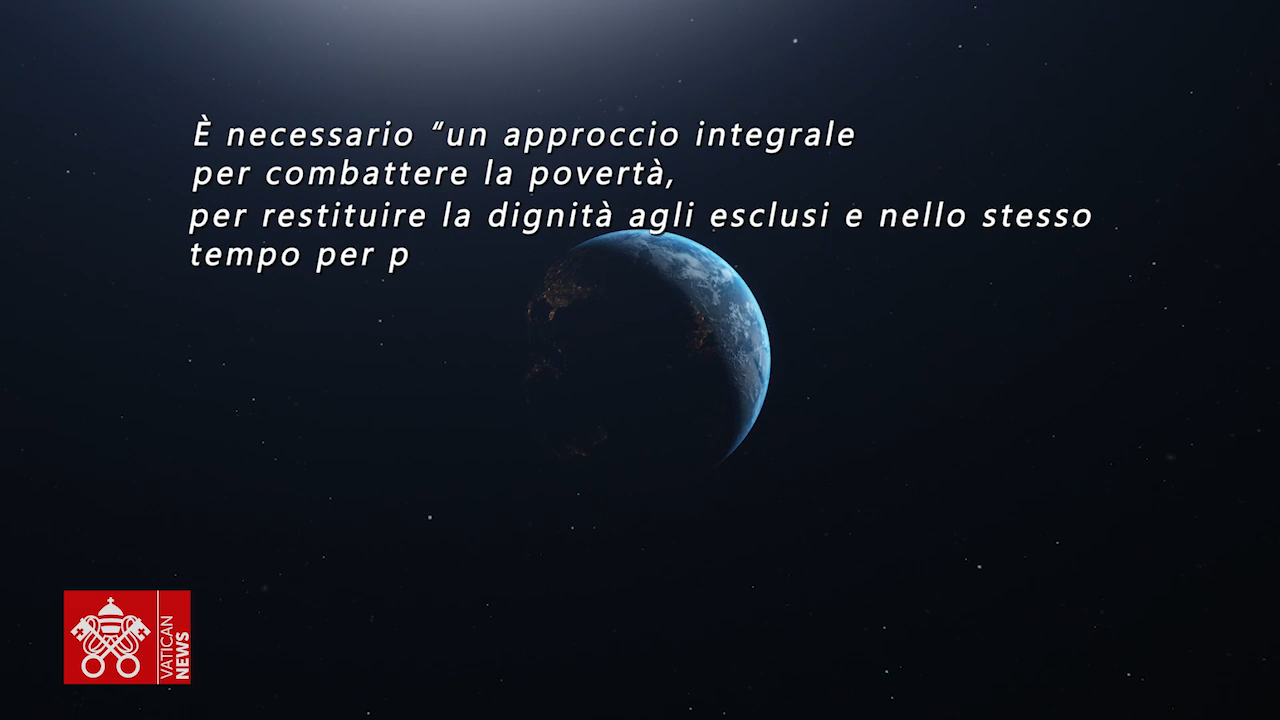 È necessario “un approccio integrale
per combattere la povertà,
per restituire la dignità agli esclusi e nello stesso
tempo per p
VATICAN
NEWS